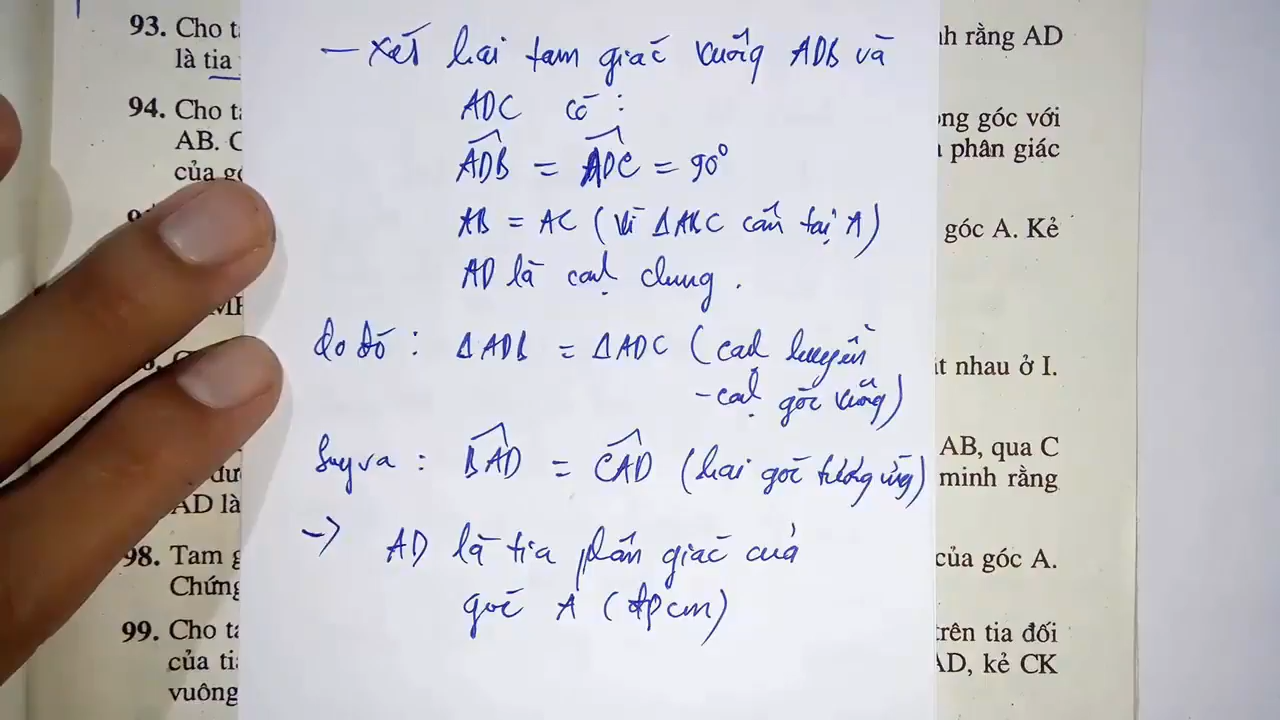 93. Cho t
nh rằng AD
là tia
94. Cho t
ng góc với
AB. C
phân giác
của g
góc A. Kẻ
t nhau ở I.
AB, qua C
minh rằng
AD là
98. Tam g
của góc A.
Chứng
99. Cho t
trên tia đối
của ti
AD, kẻ CK
vuông
- Xét hai tam giác vuông ADB và
ADC có :
ADB = ADC = 90°
AB = AC (Vì ΔABC cân tại A)
AD là cạnh chung .
do đó : ΔADB = ΔADC (cạnh huyền
- cạnh góc vuông)
Suy ra : BAD = CAD (hai góc tương ứng)
→ AD là tia phân giác của
góc A (đpcm)